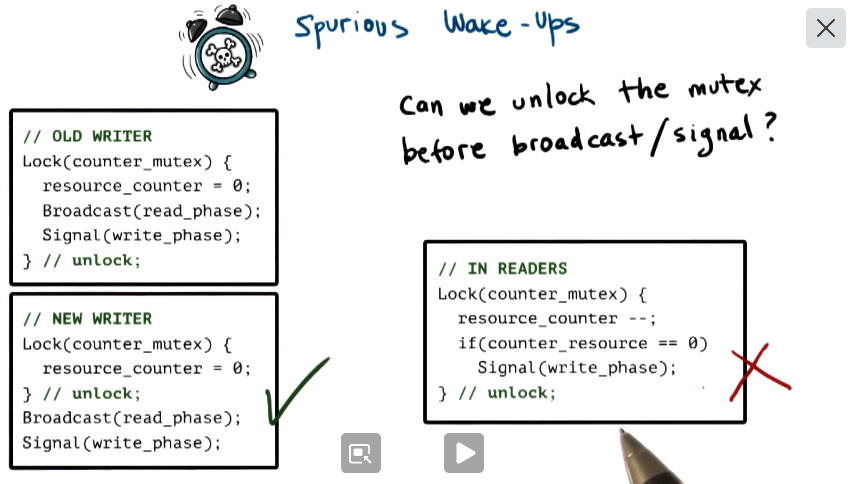 Spurious Wake-Ups
Can we unlock the mutex
before broadcast/signal?
// OLD WRITER
Lock(counter_mutex) {
resource_counter = 0;
Broadcast(read_phase);
Signal(write_phase);
} // unlock;
// NEW WRITER
Lock(counter_mutex) {
resource_counter = 0;
} // unlock;
Broadcast(read_phase);
Signal(write_phase);
// IN READERS
Lock(counter_mutex) {
resource_counter --;
if(counter_resource == 0)
Signal(write_phase);
} // unlock;